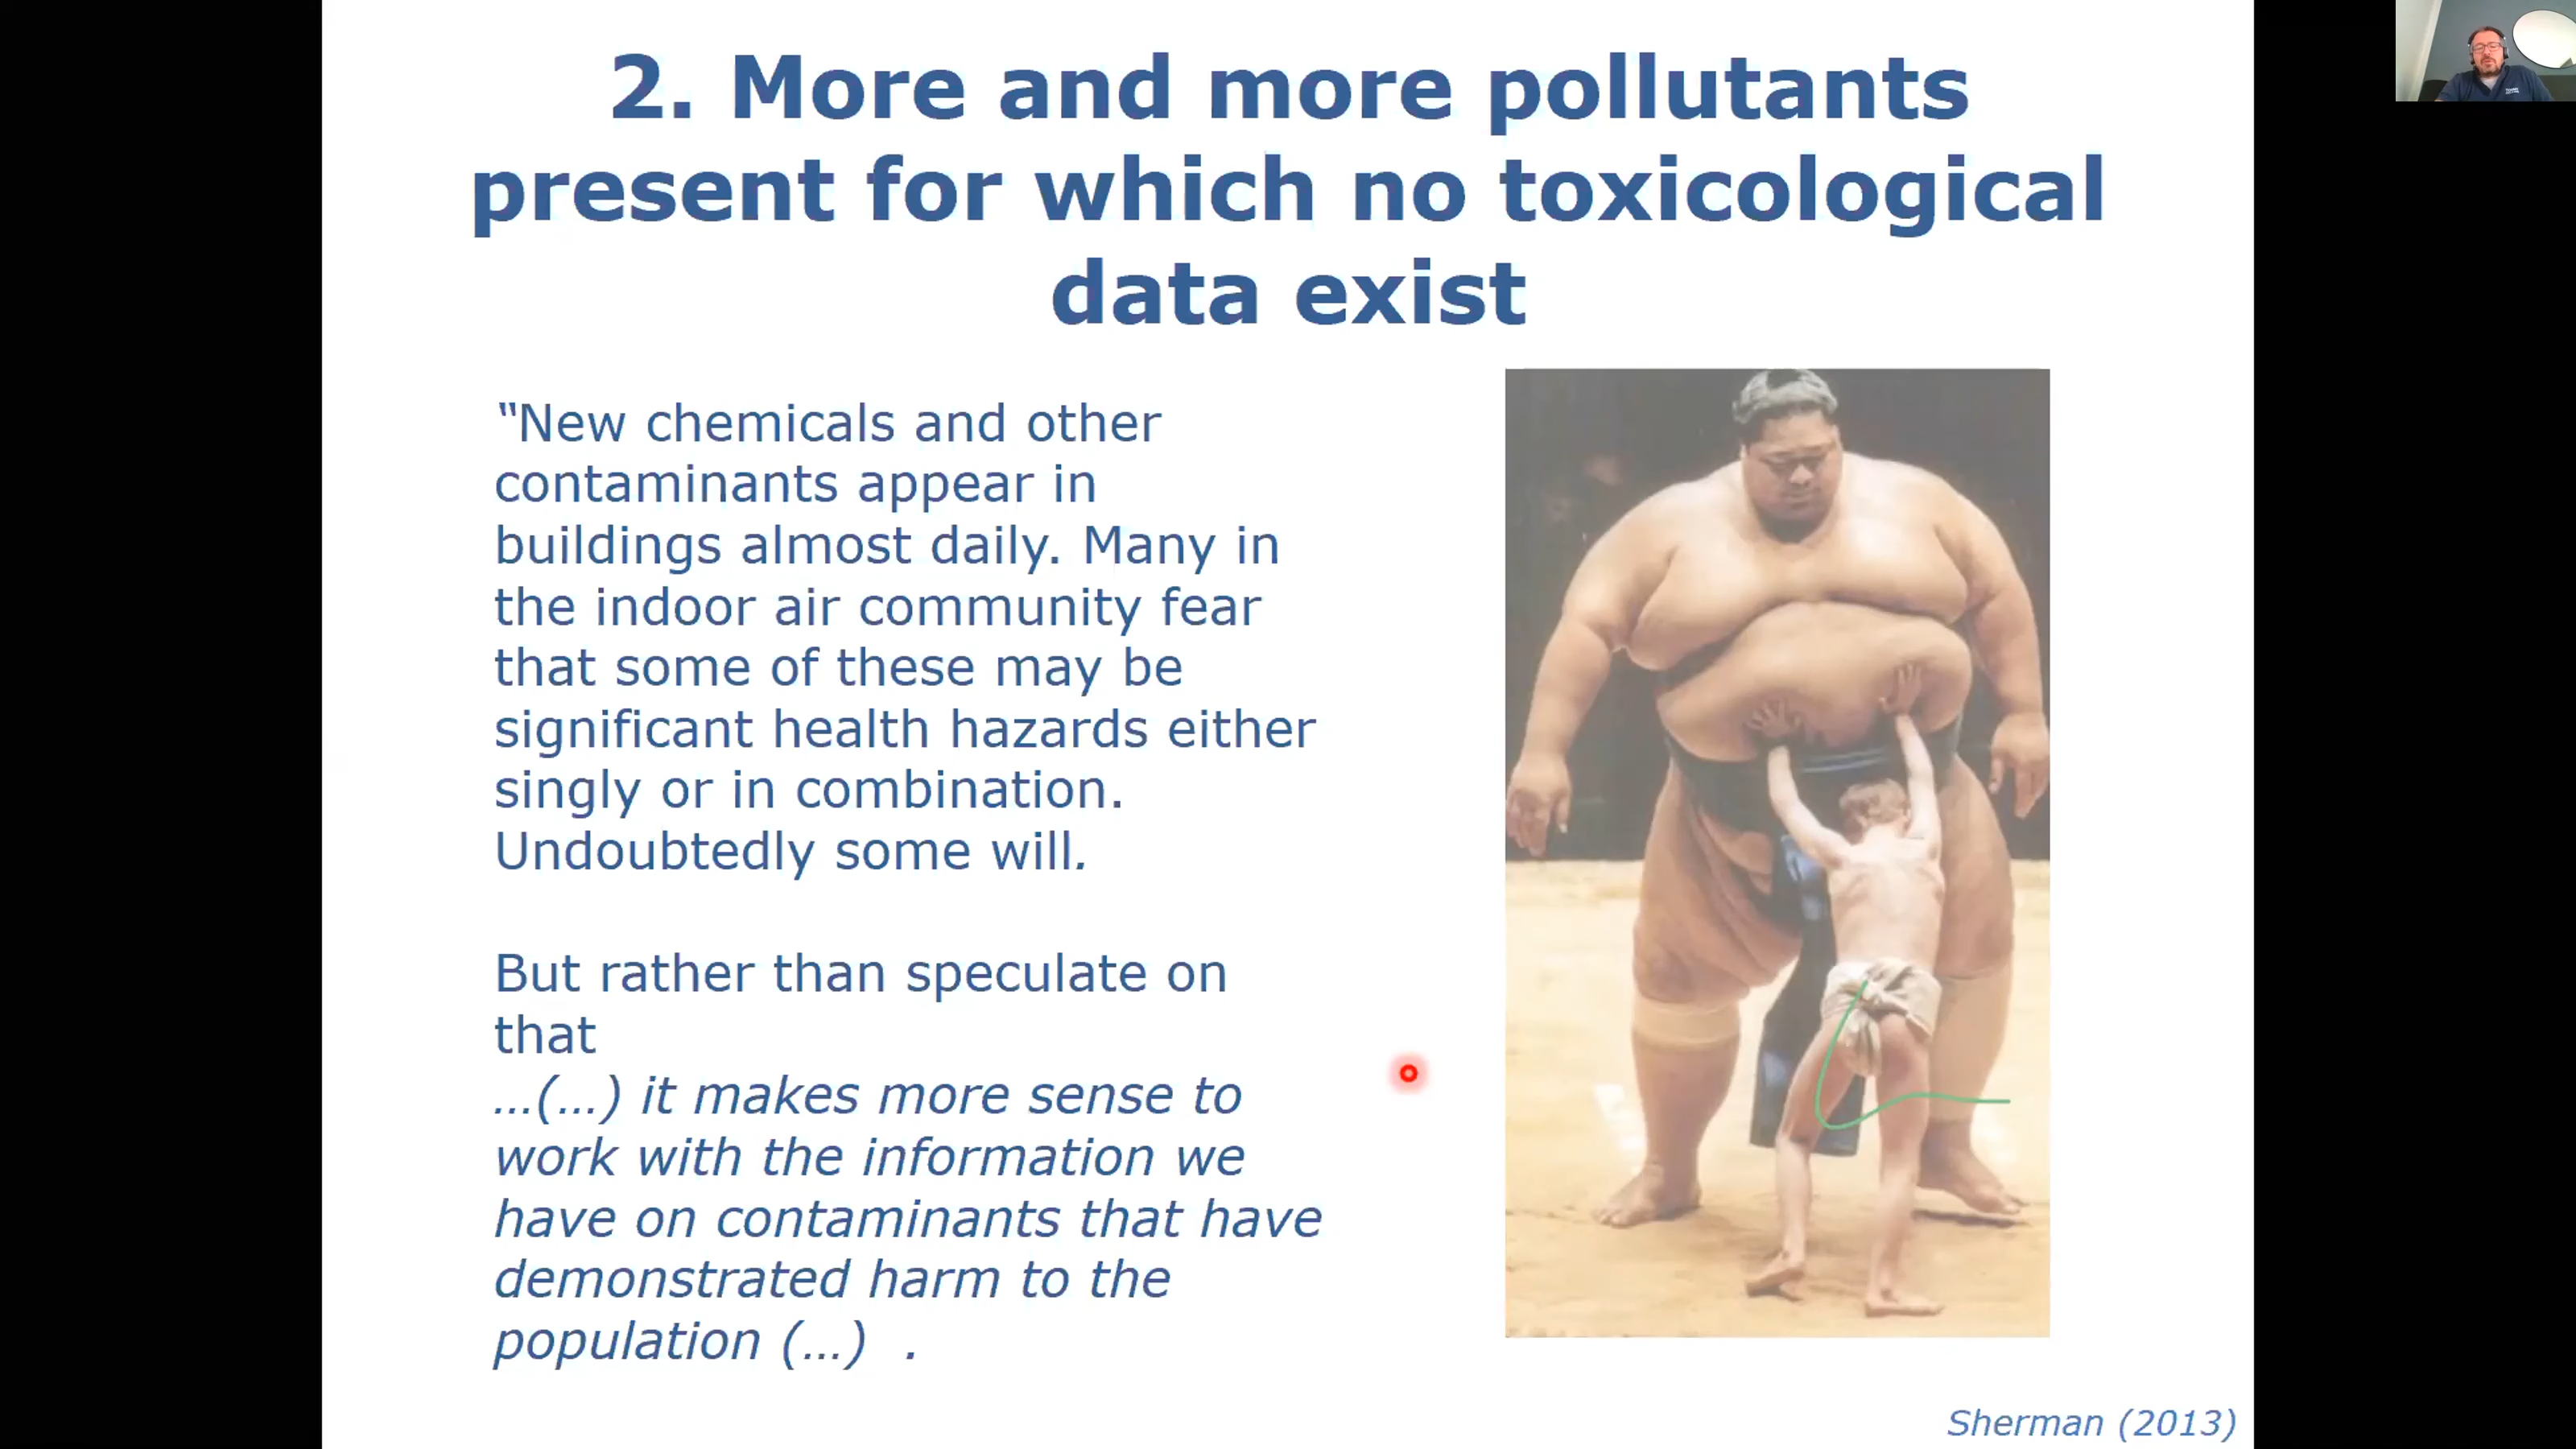 2. More and more pollutants
present for which no toxicological
data exist
“New chemicals and other
contaminants appear in
buildings almost daily. Many in
the indoor air community fear
that some of these may be
significant health hazards either
singly or in combination.
Undoubtedly some will.
But rather than speculate on
that
…(…) it makes more sense to
work with the information we
have on contaminants that have
demonstrated harm to the
population (…) .
Sherman (2013)